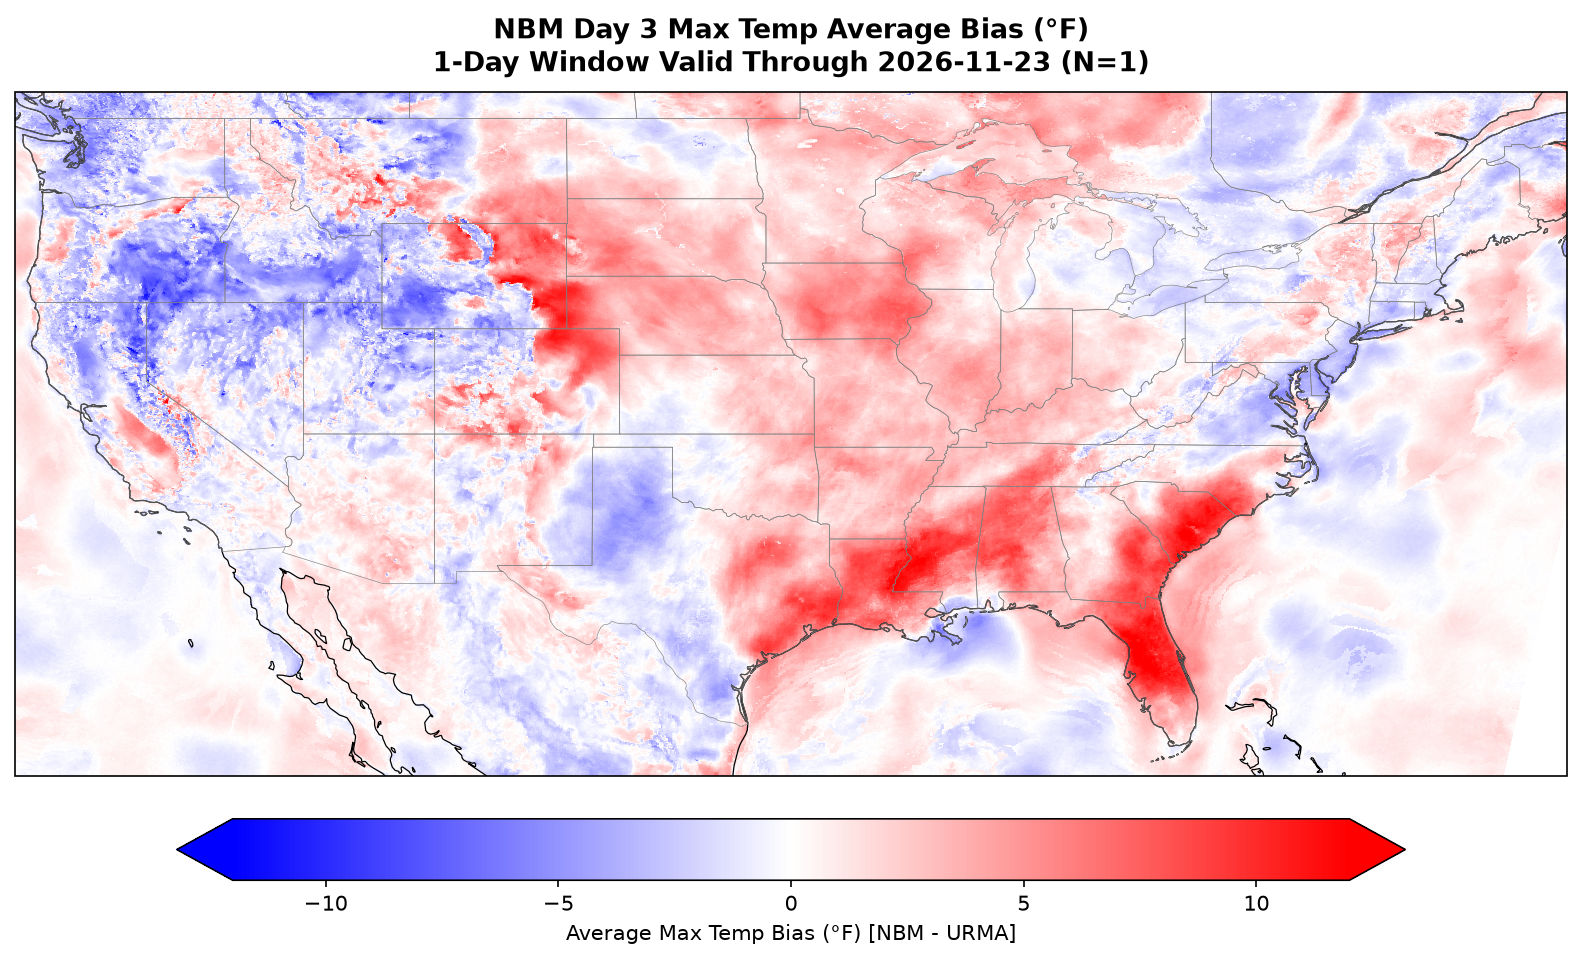 NBM Day 3 Max Temp Average Bias (°F)
1-Day Window Valid Through 2026-11-23 (N=1)
−10 −5 0 5 10
Average Max Temp Bias (°F) [NBM - URMA]